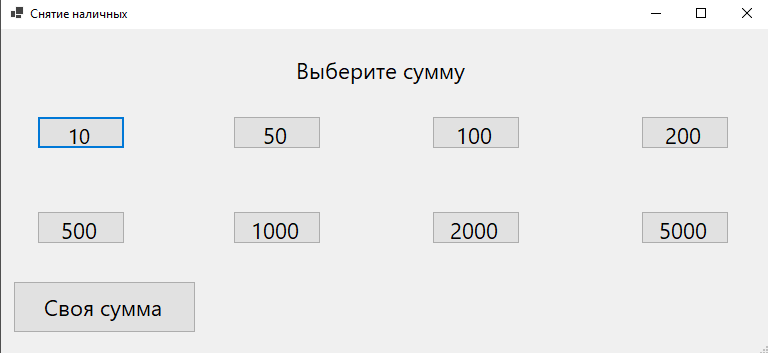 Снятие наличных
Выберите сумму
10 50 100 200
500 1000 2000 5000
Своя сумма